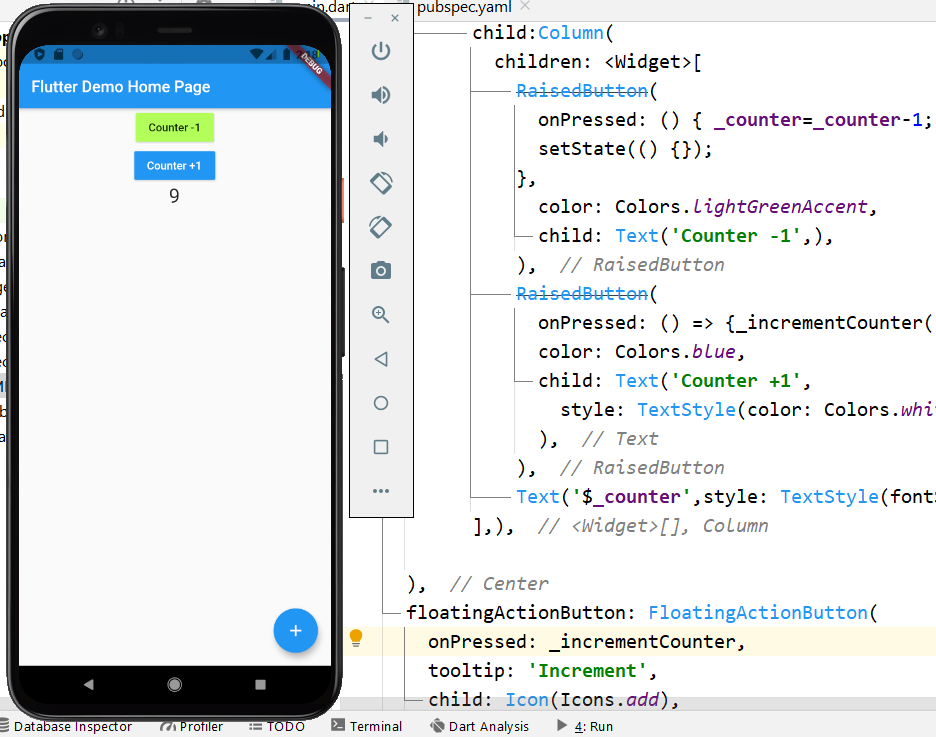 pubspec.yaml
DEBUG
Flutter Demo Home Page
Counter -1
Counter +1
9
child:Column(
children: <Widget>[
RaisedButton(
onPressed: () { _counter=_counter-1;
setState(() {});
},
color: Colors.lightGreenAccent,
child: Text('Counter -1',),
),  // RaisedButton
RaisedButton(
onPressed: () => {_incrementCounter(
color: Colors.blue,
child: Text('Counter +1',
style: TextStyle(color: Colors.whi
),  // Text
),  // RaisedButton
Text('$_counter',style: TextStyle(font
],),  // <Widget>[], Column
),  // Center
floatingActionButton: FloatingActionButton(
onPressed: _incrementCounter,
tooltip: 'Increment',
child: Icon(Icons.add),
Database Inspector Profiler TODO Terminal Dart Analysis 4: Run